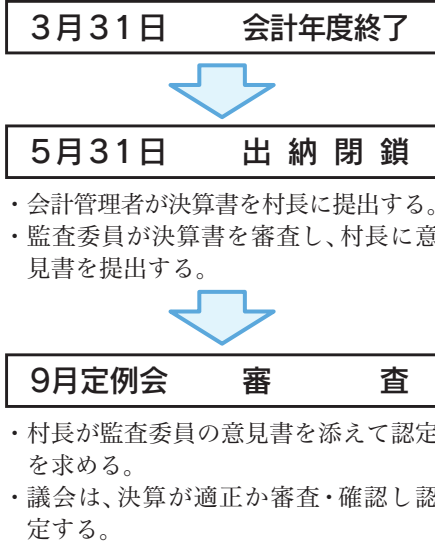 3月31日 会計年度終了
5月31日 出納閉鎖
・会計管理者が決算書を村長に提出する。
・監査委員が決算書を審査し、村長に意
見書を提出する。
9月定例会 審査
・村長が監査委員の意見書を添えて認定
を求める。
・議会は、決算が適正か審査・確認し認
定する。